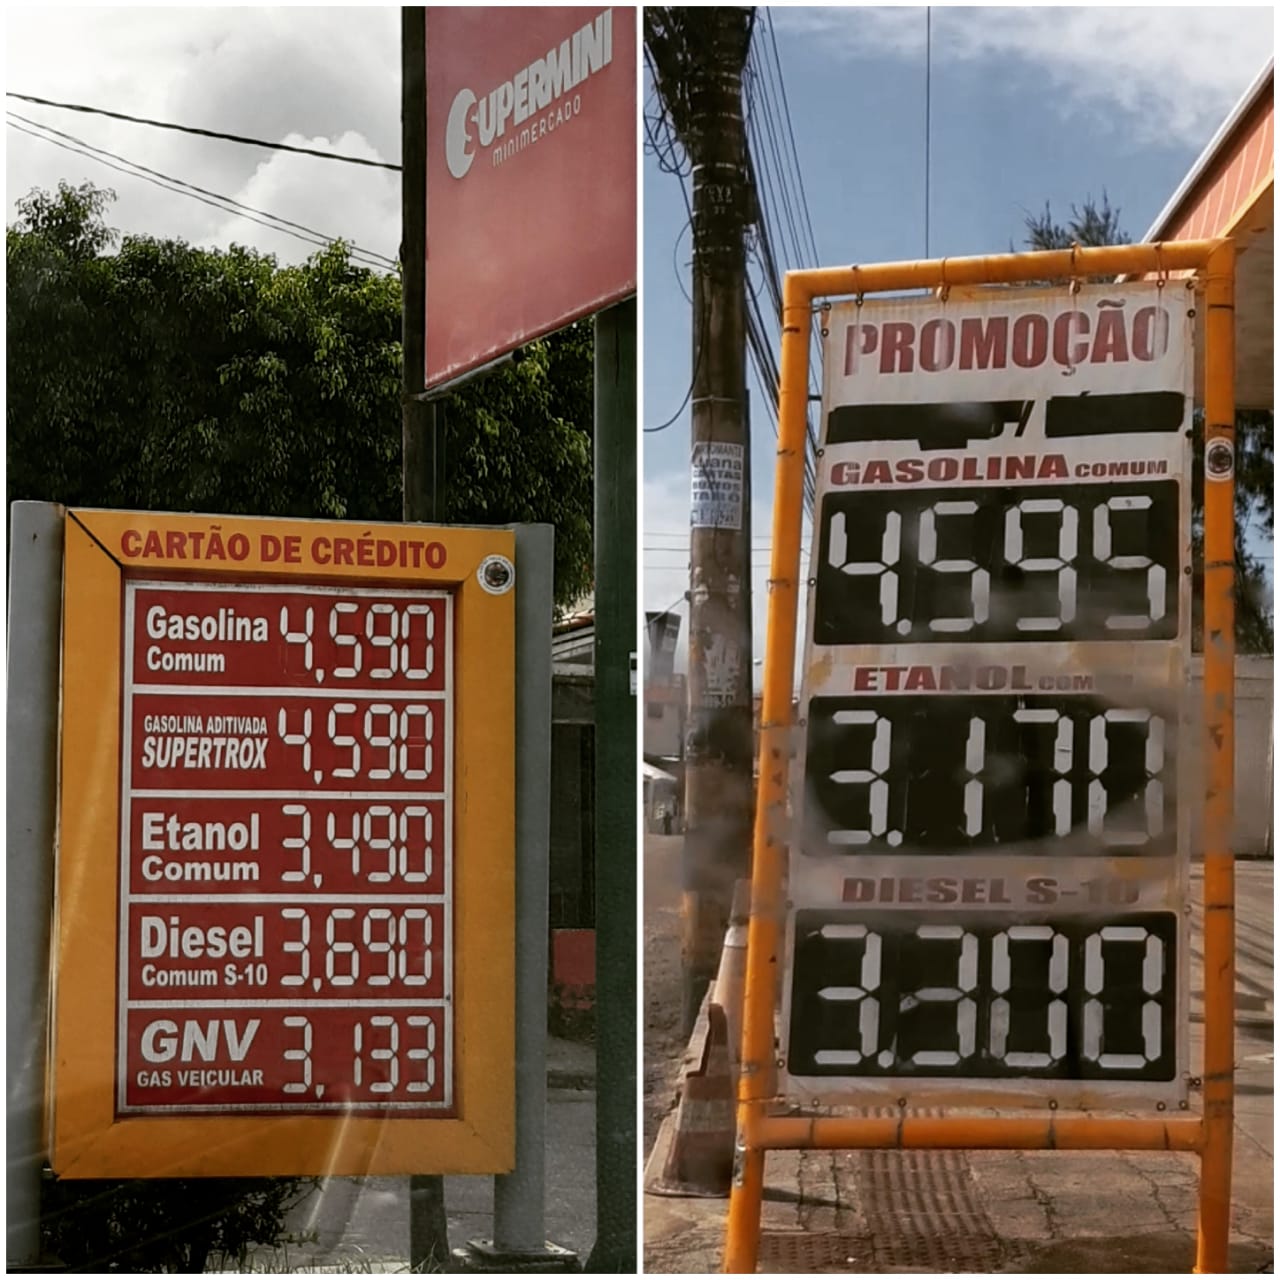 SUPERMINI
MINIMERCADO
CARTÃO DE CRÉDITO
Gasolina 4,590
Comum
GASOLINA ADITIVADA
SUPERTROX 4,590
Etanol 3,490
Comum
Diesel 3,690
Comum S-10
GNV 3,133
GAS VEICULAR
PROMOÇÃO
GASOLINA COMUM
4.595
ETANOL COMUM
3.170
DIESEL S-10
3.300